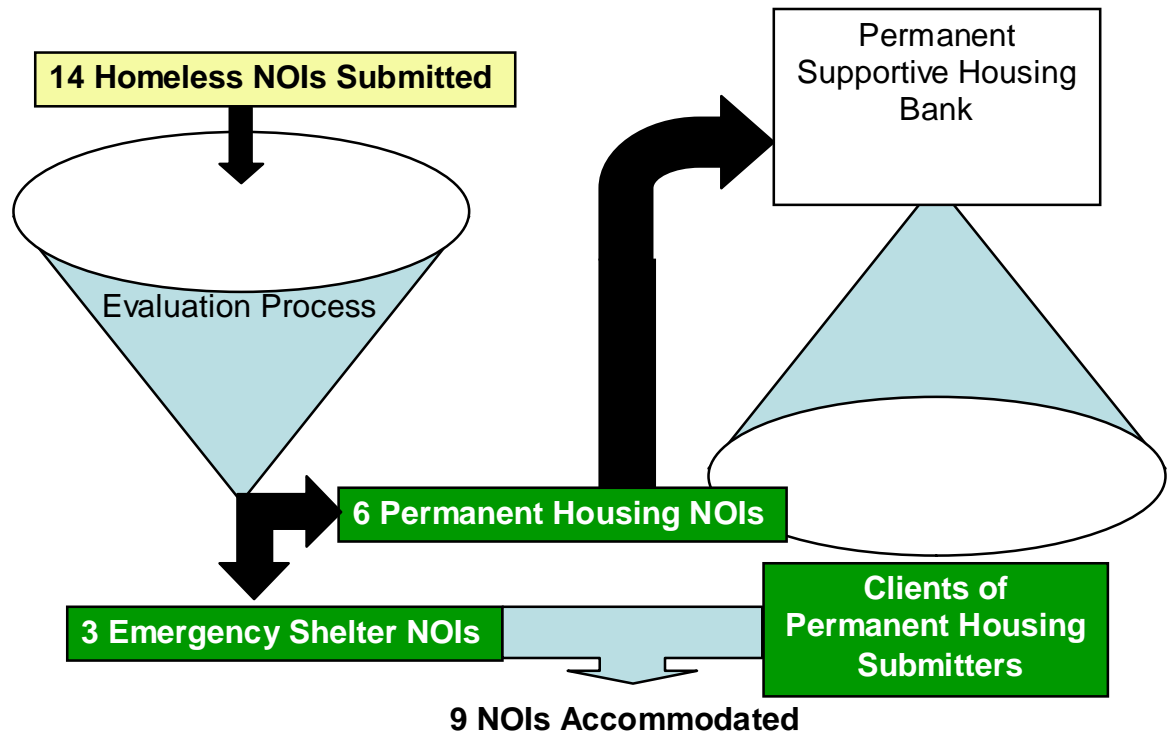 14 Homeless NOIs Submitted
Permanent
Supportive Housing
Bank
Evaluation Process
6 Permanent Housing NOIs
3 Emergency Shelter NOIs
Clients of
Permanent Housing
Submitters
9 NOIs Accommodated